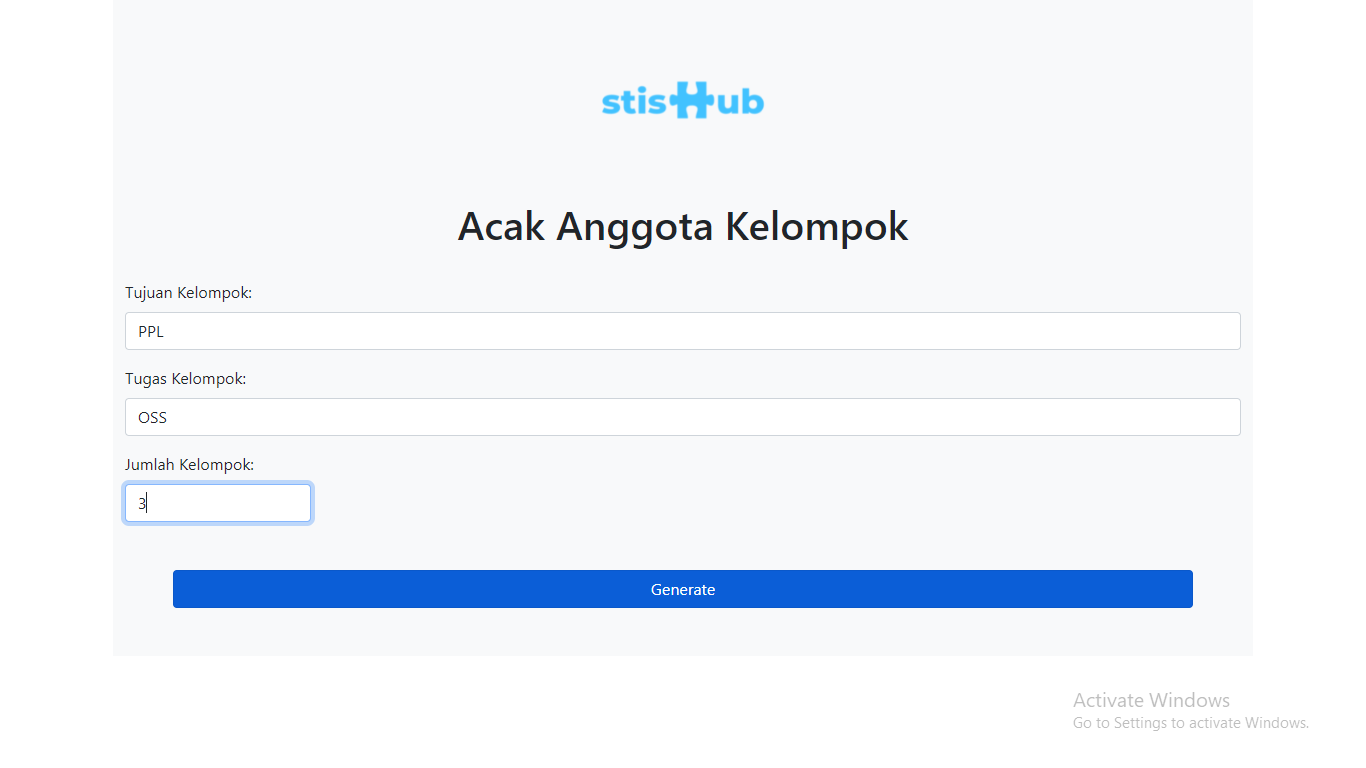 stisHub
Acak Anggota Kelompok
Tujuan Kelompok:
PPL
Tugas Kelompok:
OSS
Jumlah Kelompok:
3
Generate
Activate Windows
Go to Settings to activate Windows.